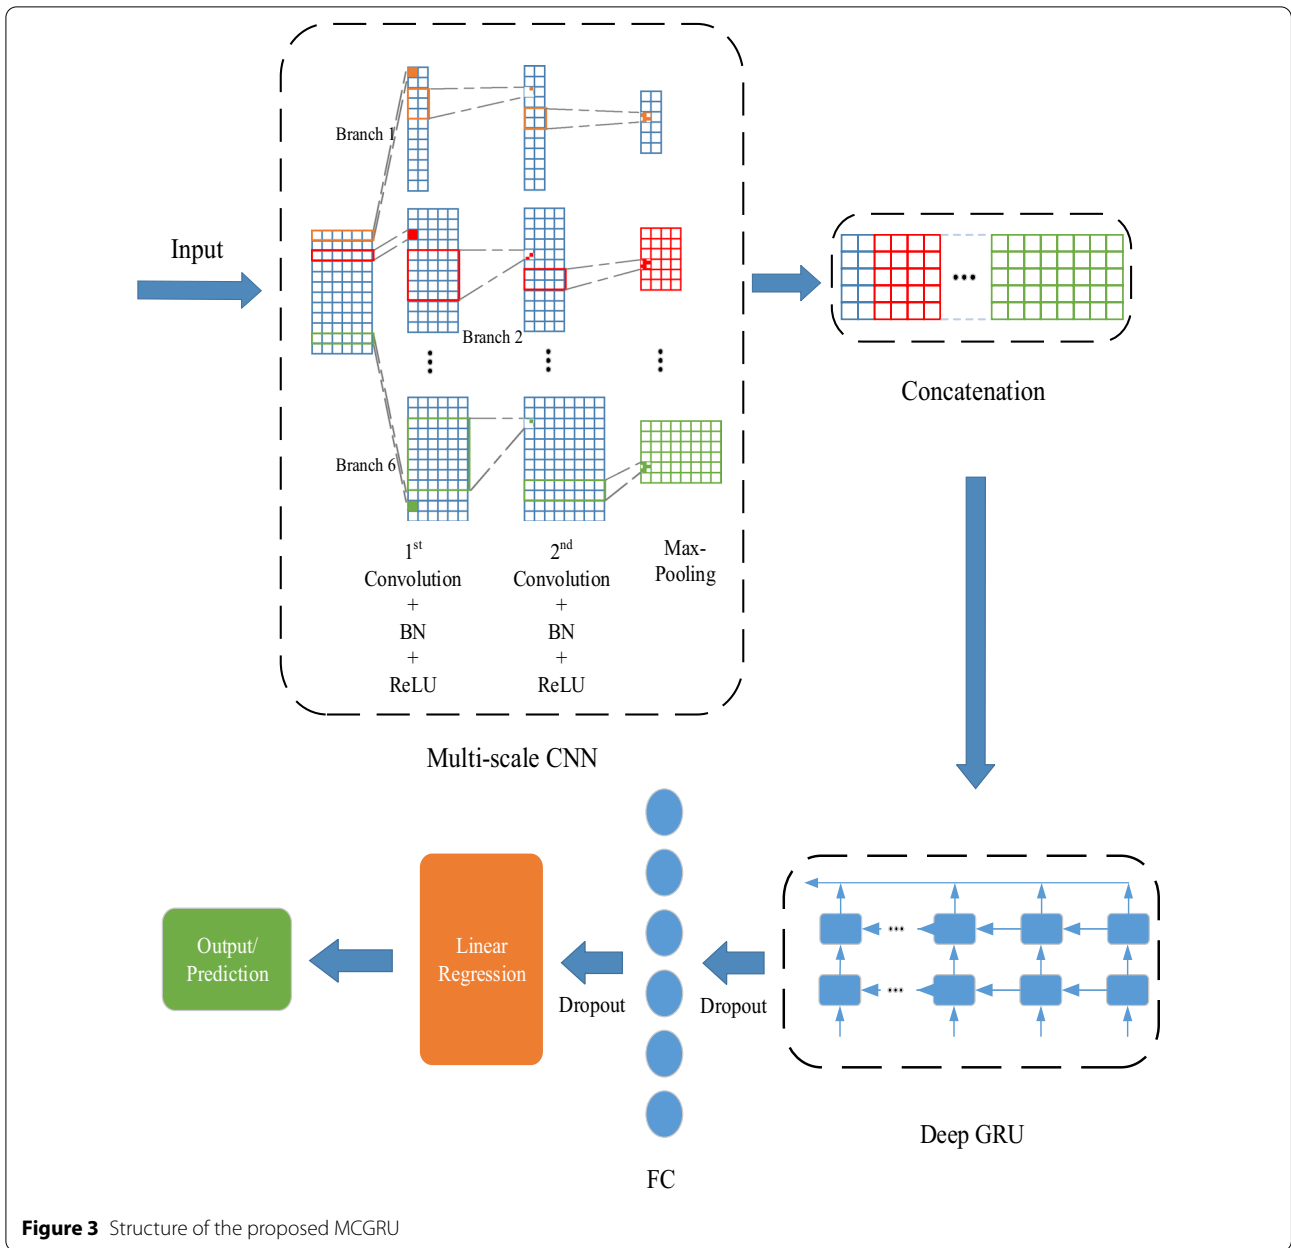 Input
Branch 1
Branch 2
Branch 6
1st
Convolution
+
BN
+
ReLU
2nd
Convolution
+
BN
+
ReLU
Max-
Pooling
Multi-scale CNN
Concatenation
Deep GRU
Dropout
FC
Dropout
Linear
Regression
Output/
Prediction
Figure 3 Structure of the proposed MCGRU